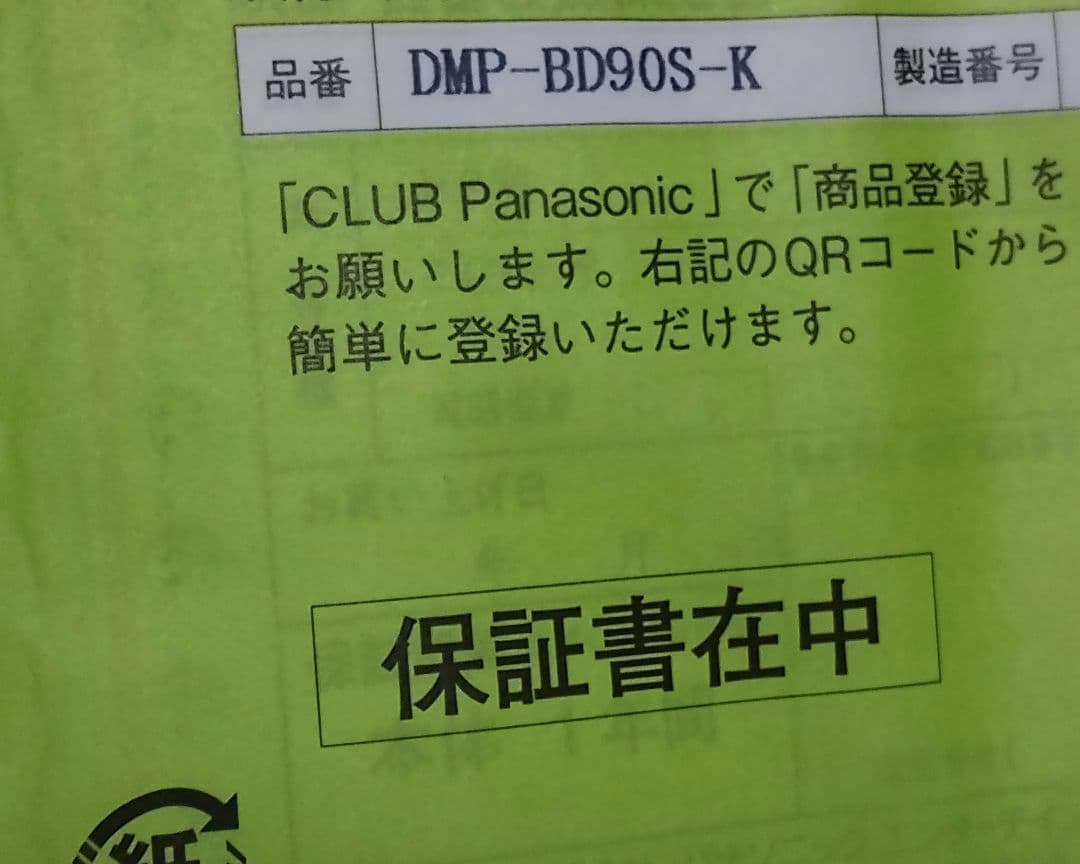 品番 DMP-BD90S-K 製造番号
「CLUB Panasonic」で「商品登録」を
お願いします。右記のQRコードから
簡単に登録いただけます。
保証書在中
紙